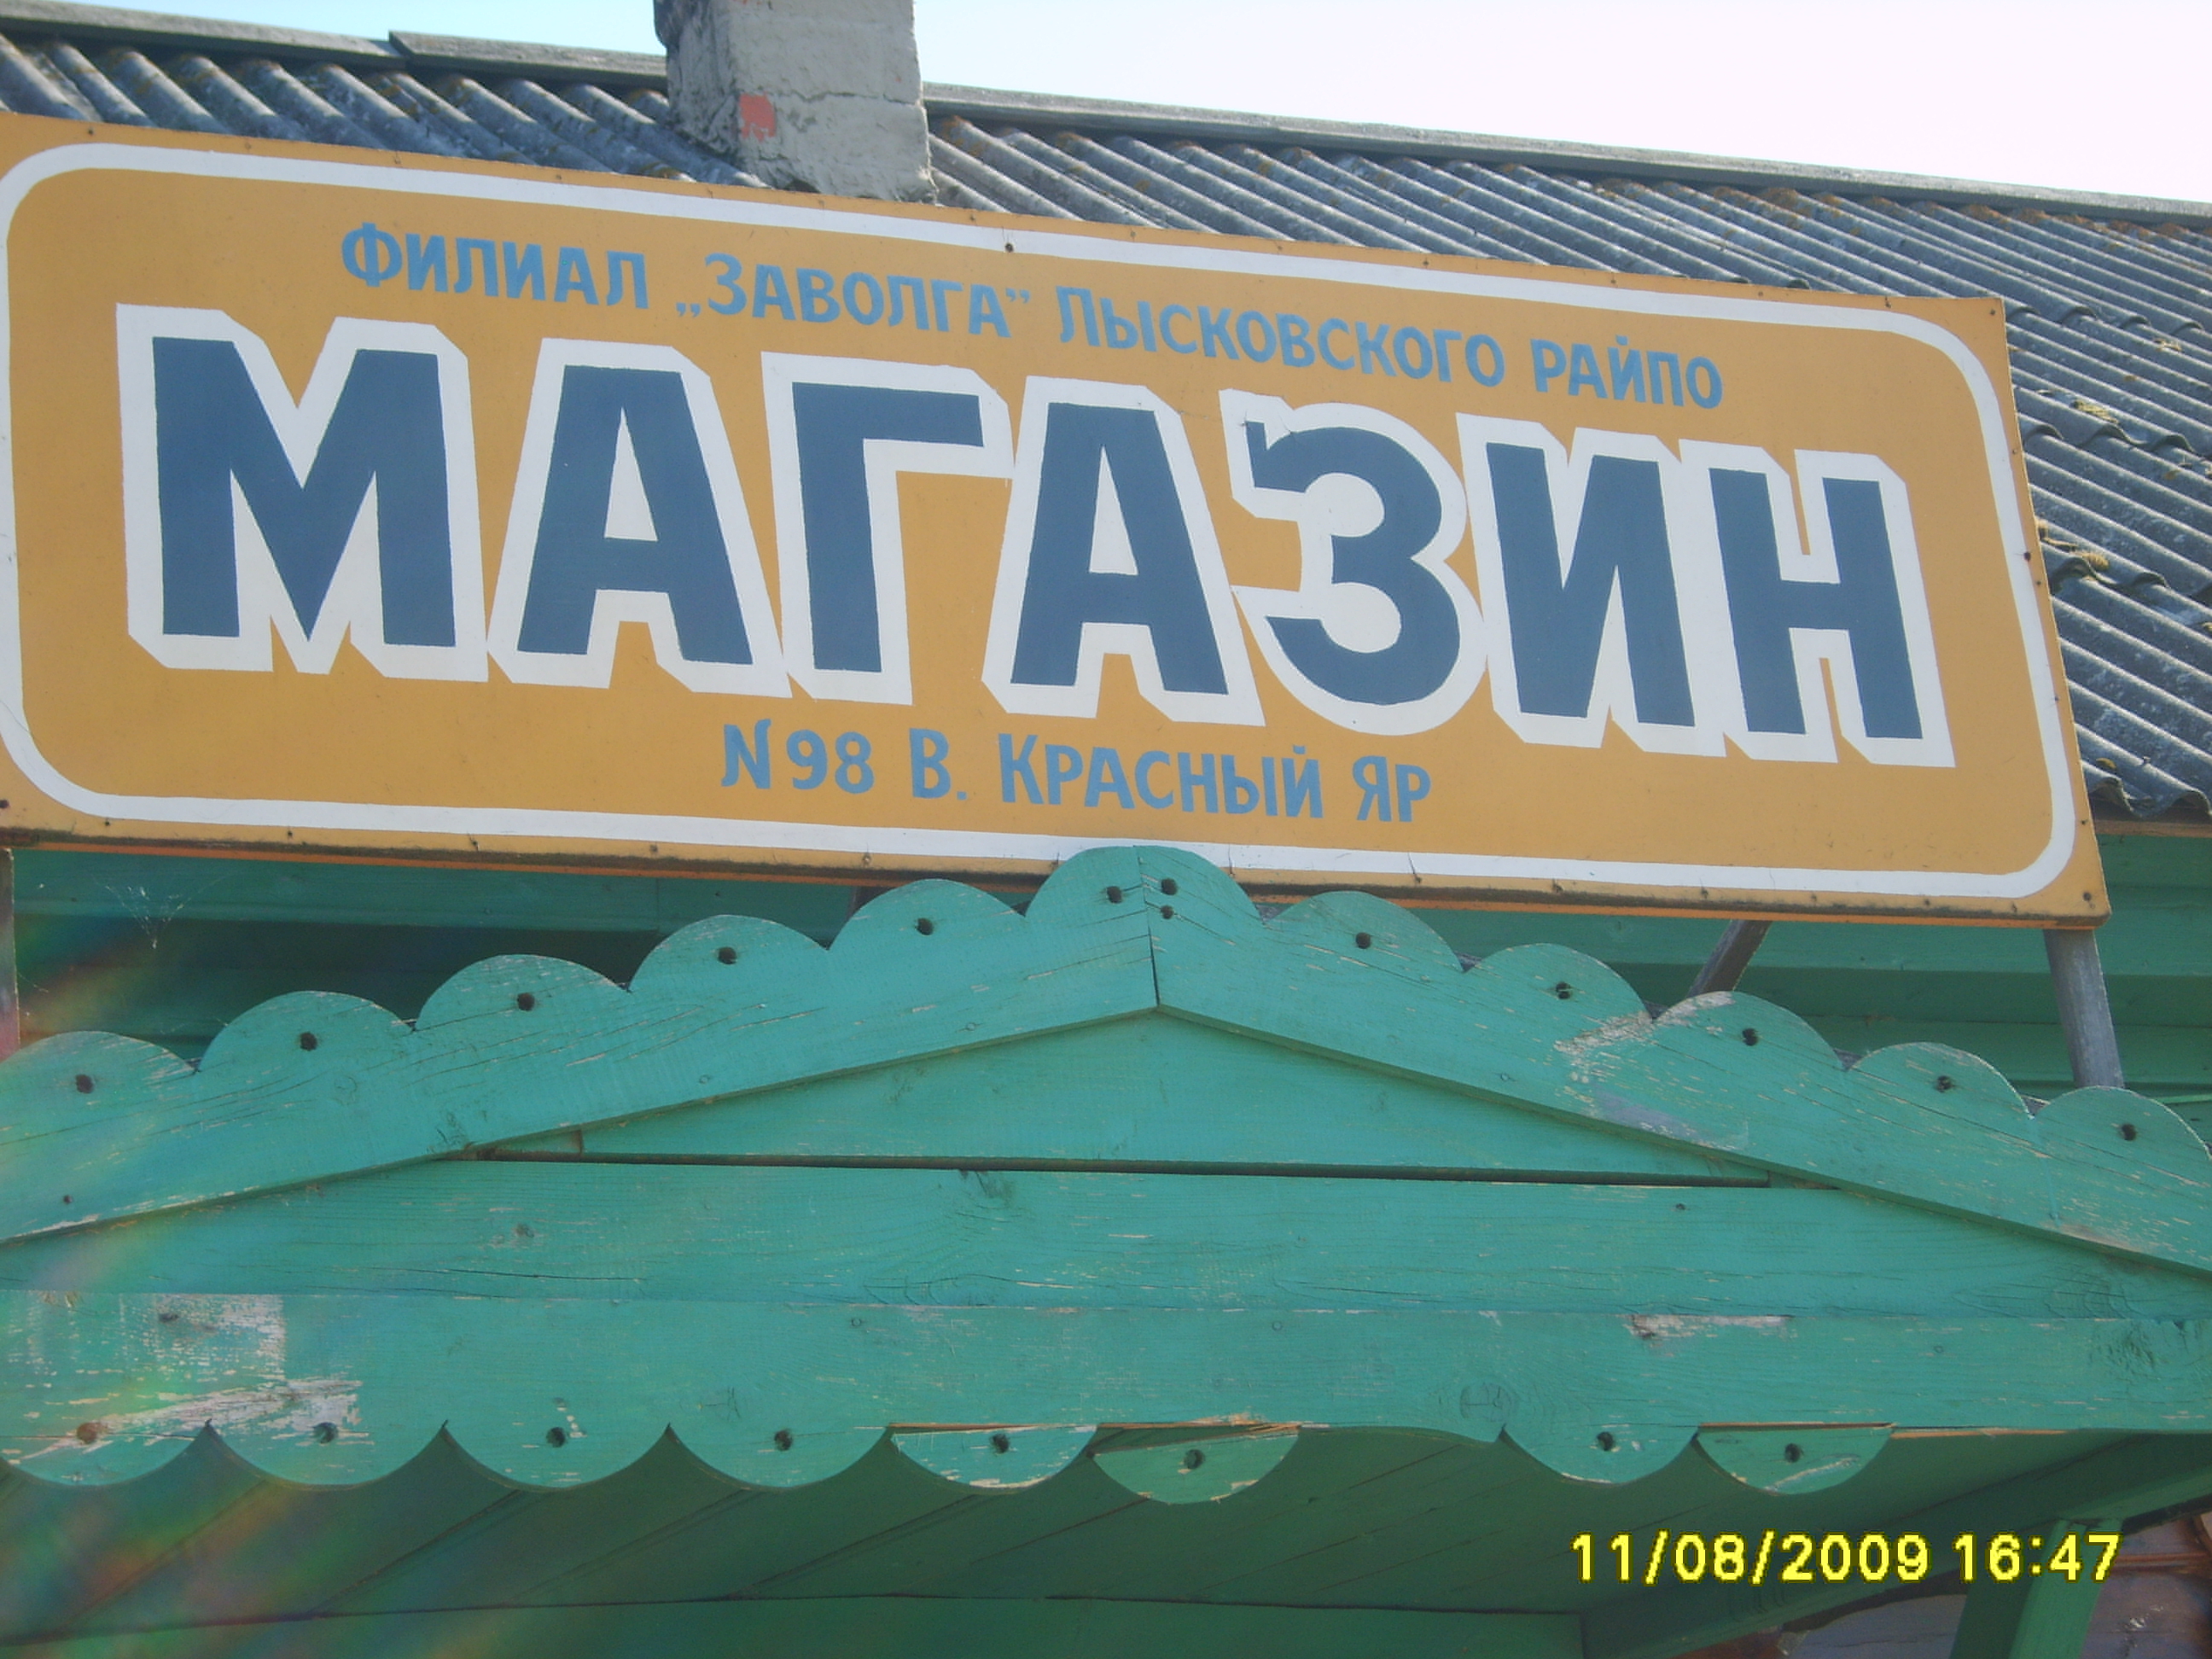 ФИЛИАЛ „ЗАВОЛГА” ЛЫСКОВСКОГО РАЙПО
МАГАЗИН
N98 В. КРАСНЫЙ ЯР
11/08/2009 16:47